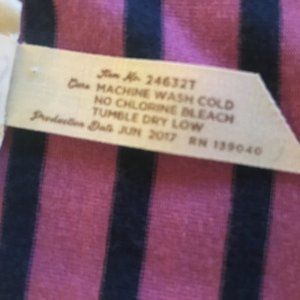 Item No. 24632T
Care MACHINE WASH COLD
NO CHLORINE BLEACH
TUMBLE DRY LOW
Production Date JUN. 2017 RN 139040